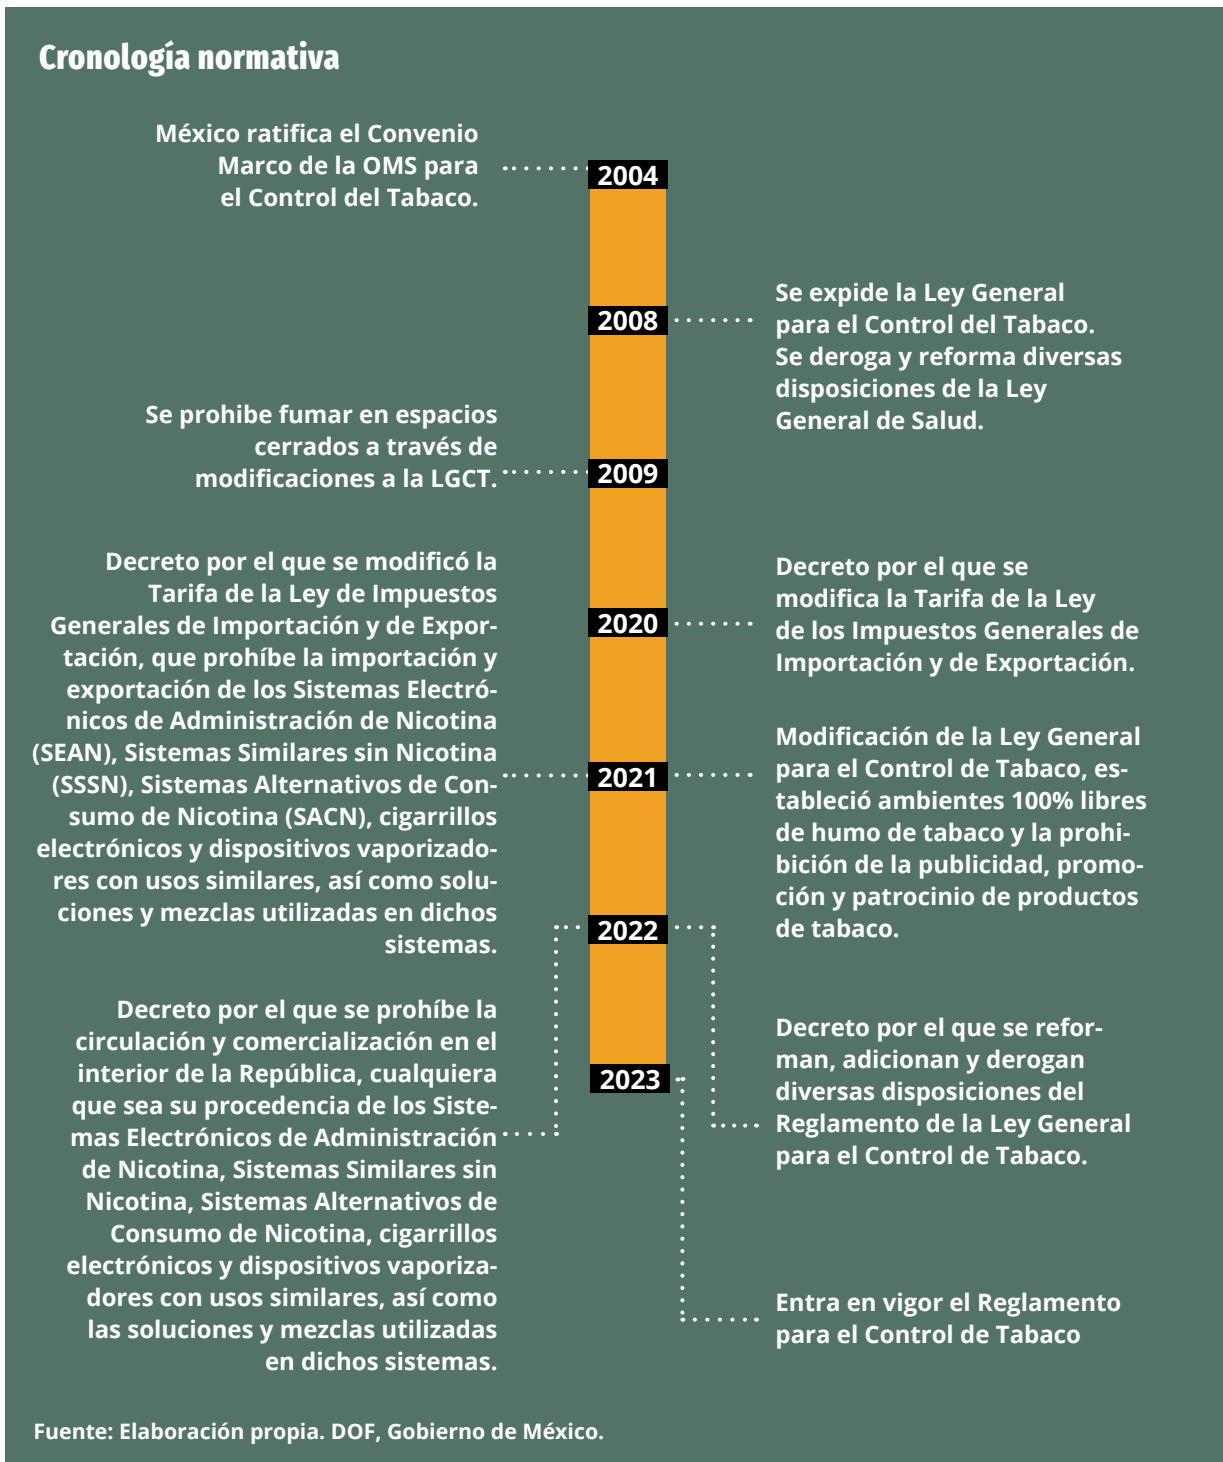 Cronología normativa
México ratifica el Convenio
Marco de la OMS para
el Control del Tabaco.
2004
2008
Se expide la Ley General
para el Control del Tabaco.
Se deroga y reforma diversas
disposiciones de la Ley
General de Salud.
Se prohibe fumar en espacios
cerrados a través de
modificaciones a la LGCT.
2009
2020
Decreto por el que se
modifica la Tarifa de la Ley
de los Impuestos Generales de
Importación y de Exportación.
Decreto por el que se modificó la
Tarifa de la Ley de Impuestos
Generales de Importación y de Expor-
tación, que prohíbe la importación y
exportación de los Sistemas Electró-
nicos de Administración de Nicotina
(SEAN), Sistemas Similares sin Nicotina
(SSSN), Sistemas Alternativos de Con-
sumo de Nicotina (SACN), cigarrillos
electrónicos y dispositivos vaporizado-
res con usos similares, así como solu-
ciones y mezclas utilizadas en dichos
sistemas.
2021
Modificación de la Ley General
para el Control de Tabaco, es-
tableció ambientes 100% libres
de humo de tabaco y la prohi-
bición de la publicidad, promo-
ción y patrocinio de productos
de tabaco.
2022
Decreto por el que se prohíbe la
circulación y comercialización en el
interior de la República, cualquiera
que sea su procedencia de los Siste-
mas Electrónicos de Administración
de Nicotina, Sistemas Similares sin
Nicotina, Sistemas Alternativos de
Consumo de Nicotina, cigarrillos
electrónicos y dispositivos vaporiza-
dores con usos similares, así como
las soluciones y mezclas utilizadas
en dichos sistemas.
Decreto por el que se refor-
man, adicionan y derogan
diversas disposiciones del
Reglamento de la Ley General
para el Control de Tabaco.
2023
Entra en vigor el Reglamento
para el Control de Tabaco
Fuente: Elaboración propia. DOF, Gobierno de México.